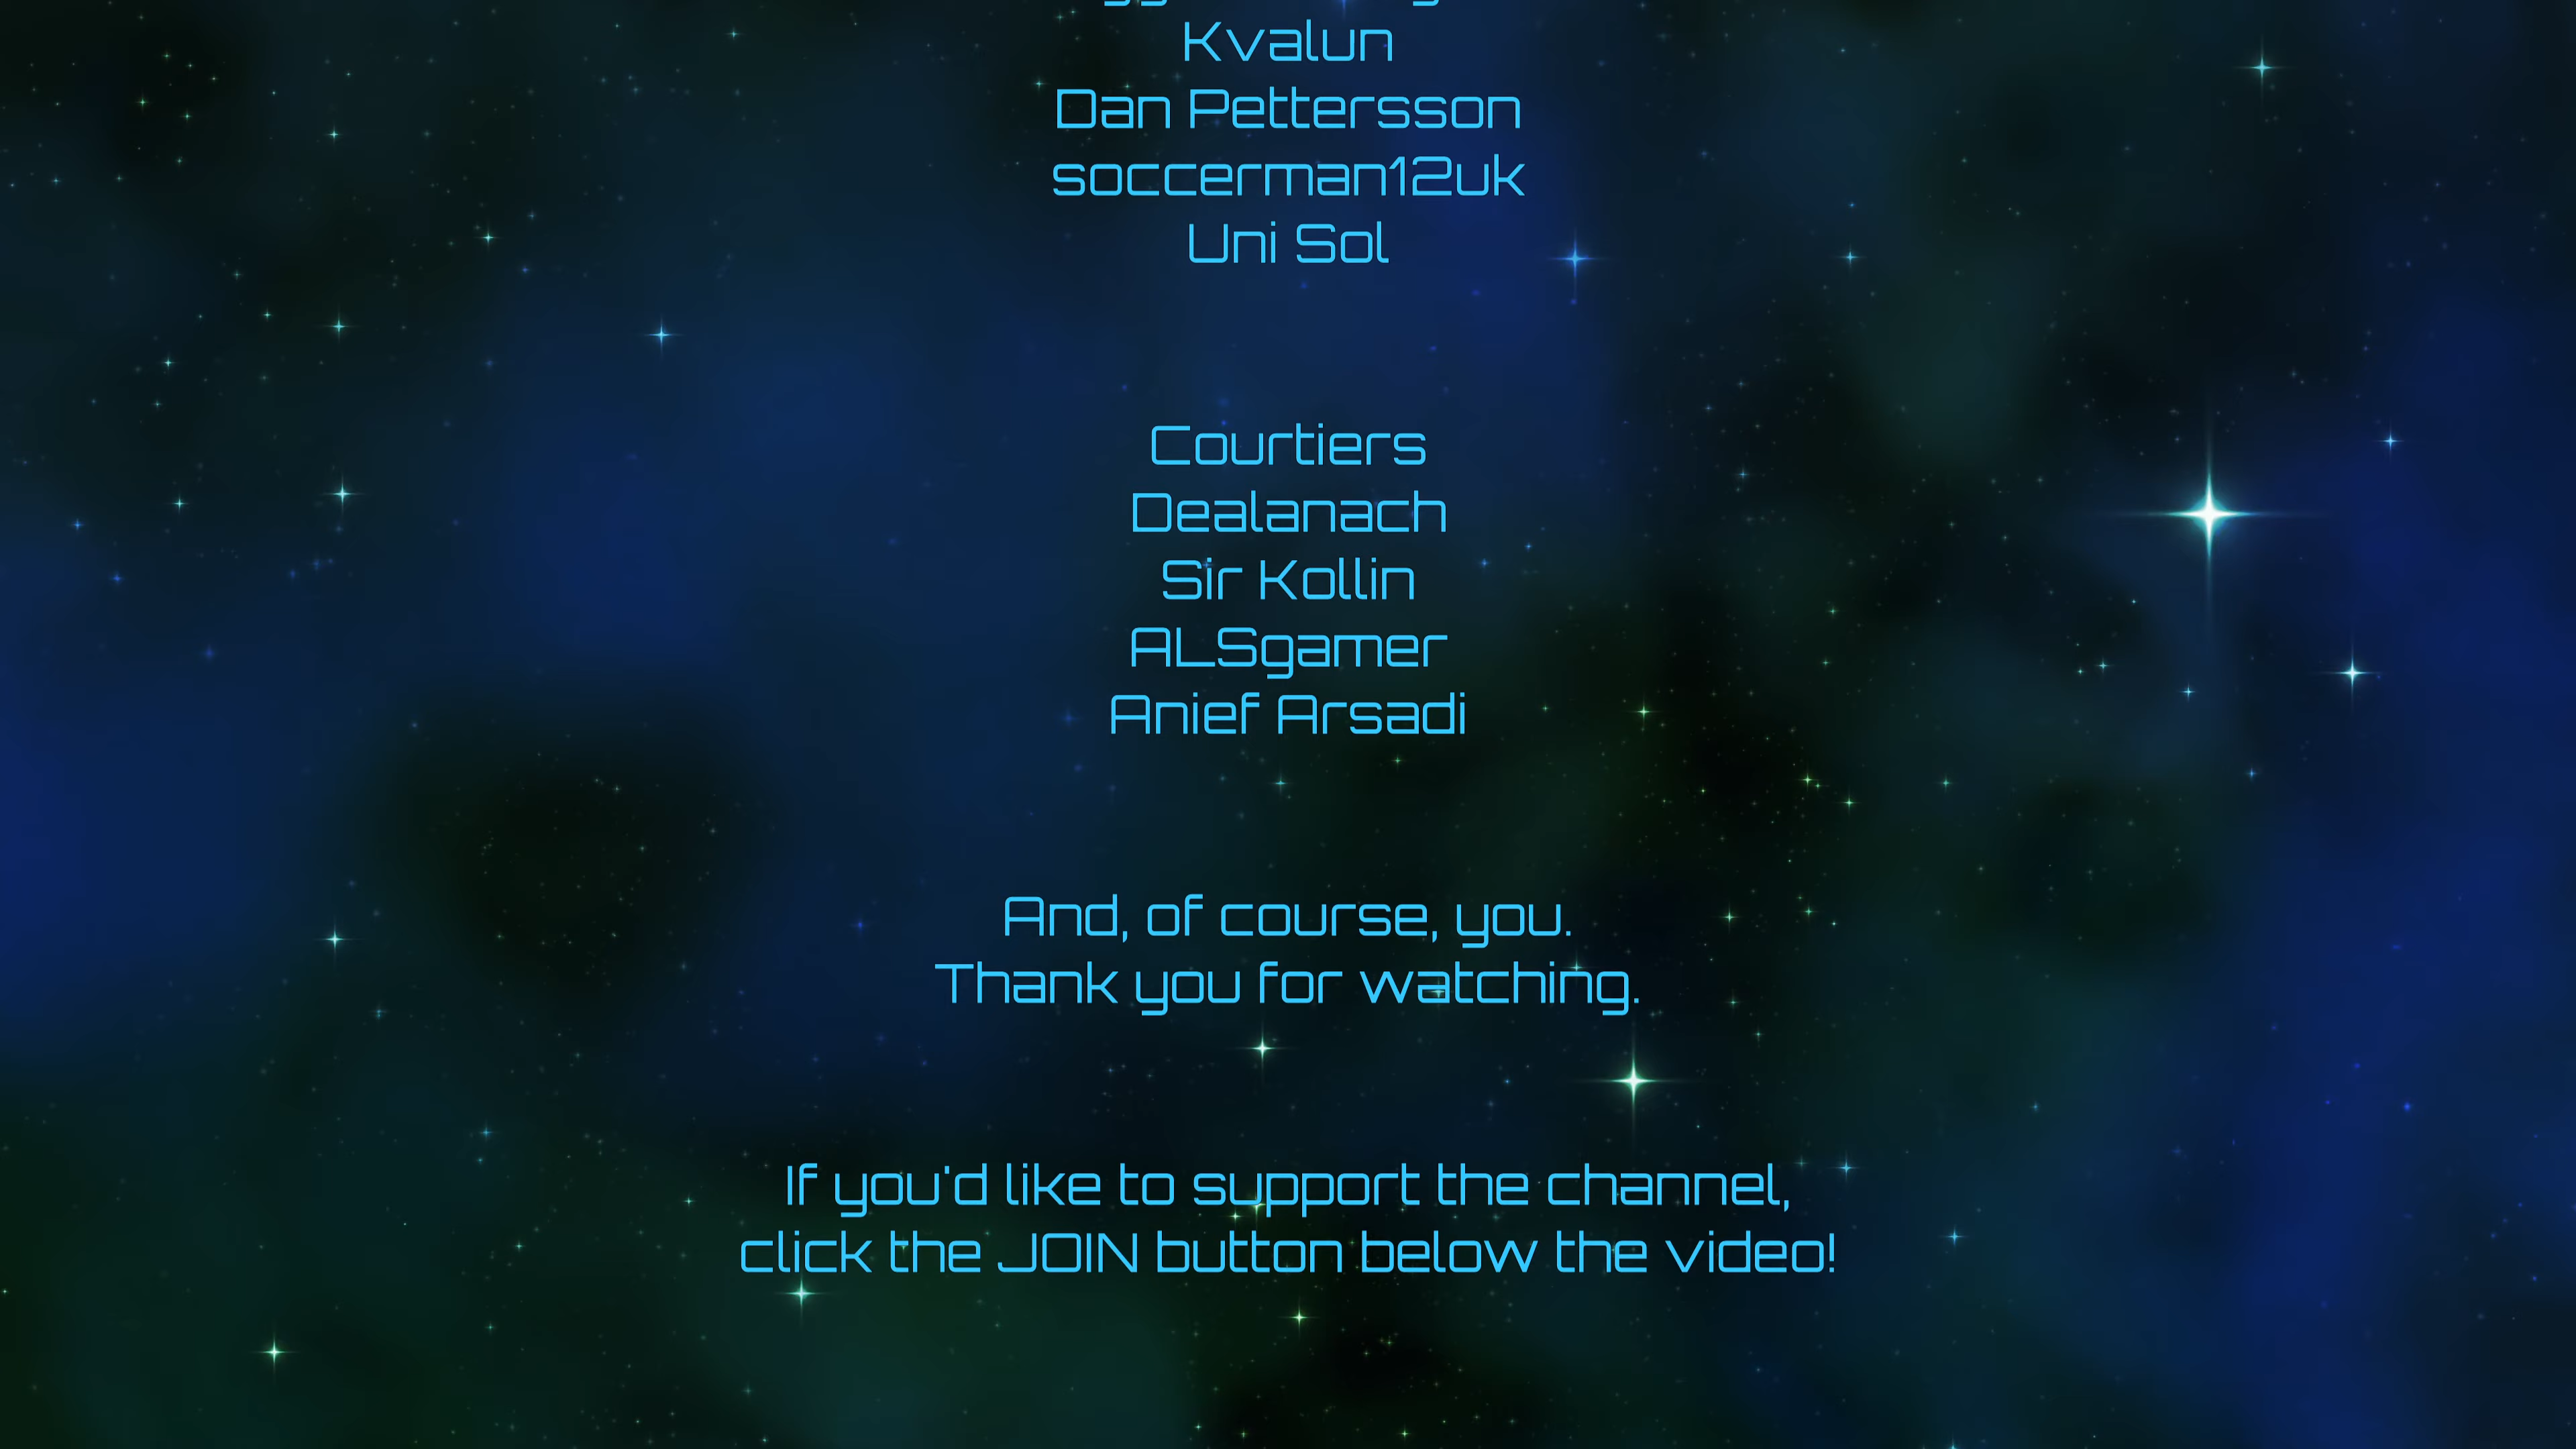 Kvalun
Dan Pettersson
soccerman12uk
Uni Sol
Courtiers
Dealanach
Sir Kollin
ALSgamer
Anief Arsadi
And, of course, you.
Thank you for watching.
If you'd like to support the channel,
click the JOIN button below the video!